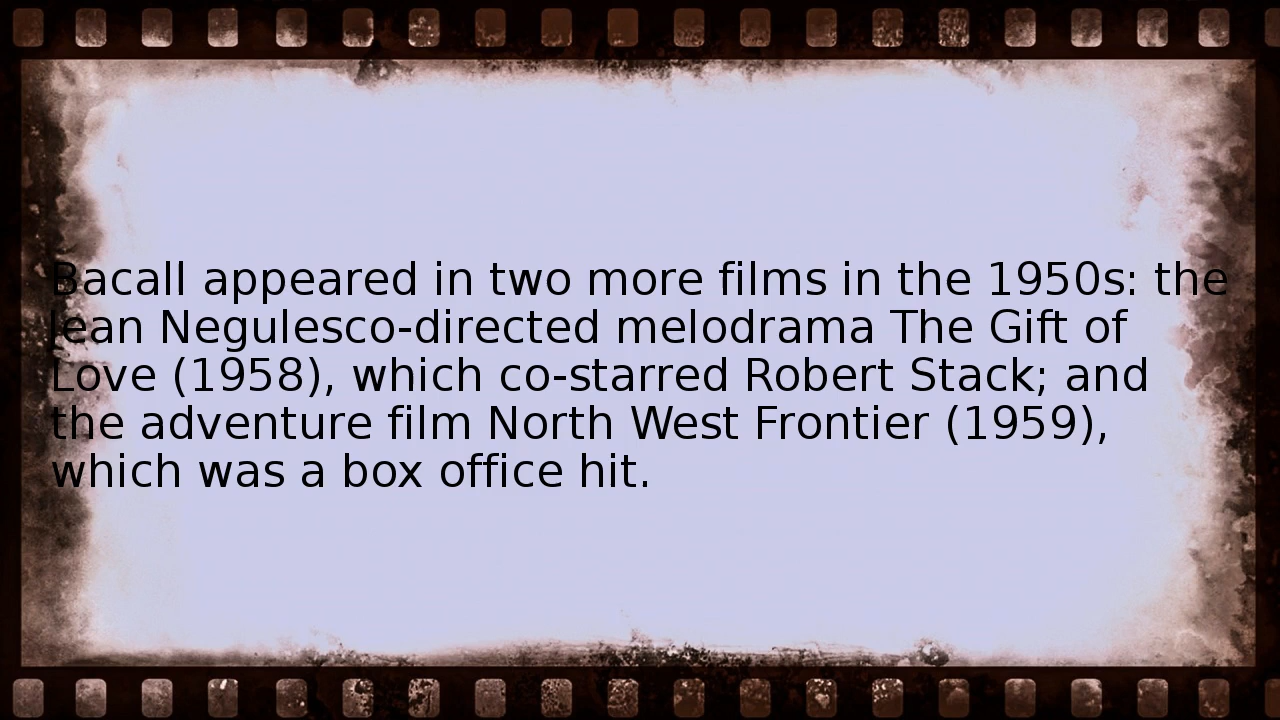 Bacall appeared in two more films in the 1950s: the
Jean Negulesco-directed melodrama The Gift of
Love (1958), which co-starred Robert Stack; and
the adventure film North West Frontier (1959),
which was a box office hit.